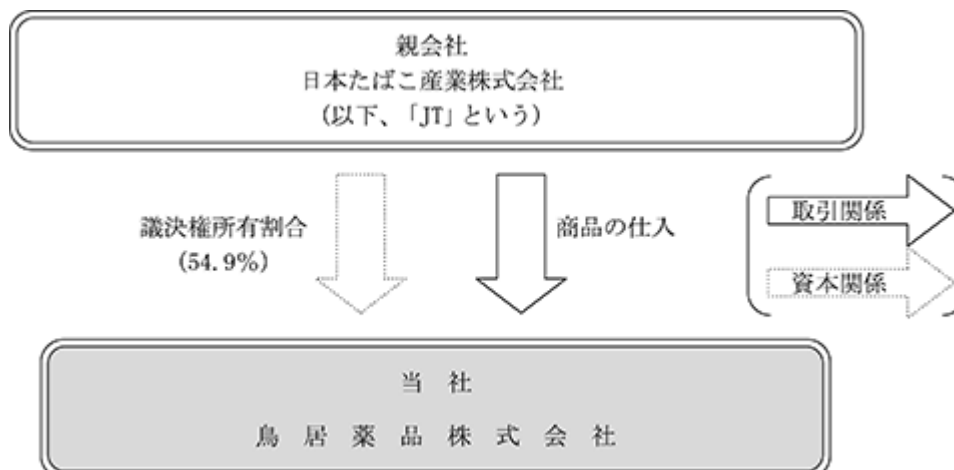 親会社
日本たばこ産業株式会社
(以下、「JT」という)
議決権所有割合
(54.9%)
商品の仕入
取引関係
資本関係
当 社
鳥 居 薬 品 株 式 会 社